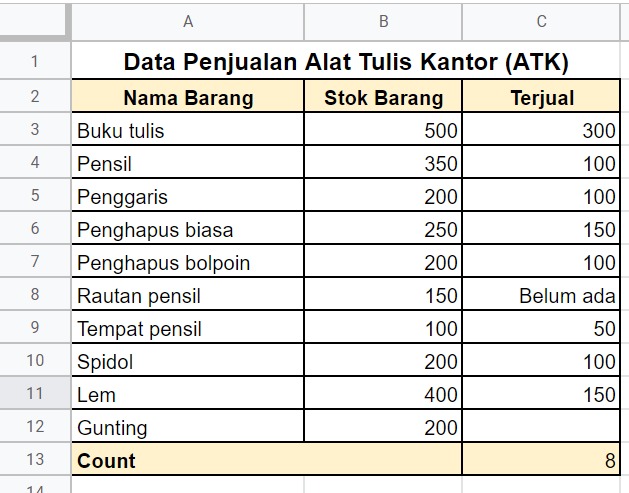 A B C
1 Data Penjualan Alat Tulis Kantor (ATK)
2 Nama Barang Stok Barang Terjual
3 Buku tulis 500 300
4 Pensil 350 100
5 Penggaris 200 100
6 Penghapus biasa 250 150
7 Penghapus bolpoin 200 100
8 Rautan pensil 150 Belum ada
9 Tempat pensil 100 50
10 Spidol 200 100
11 Lem 400 150
12 Gunting 200
13 Count 8
14